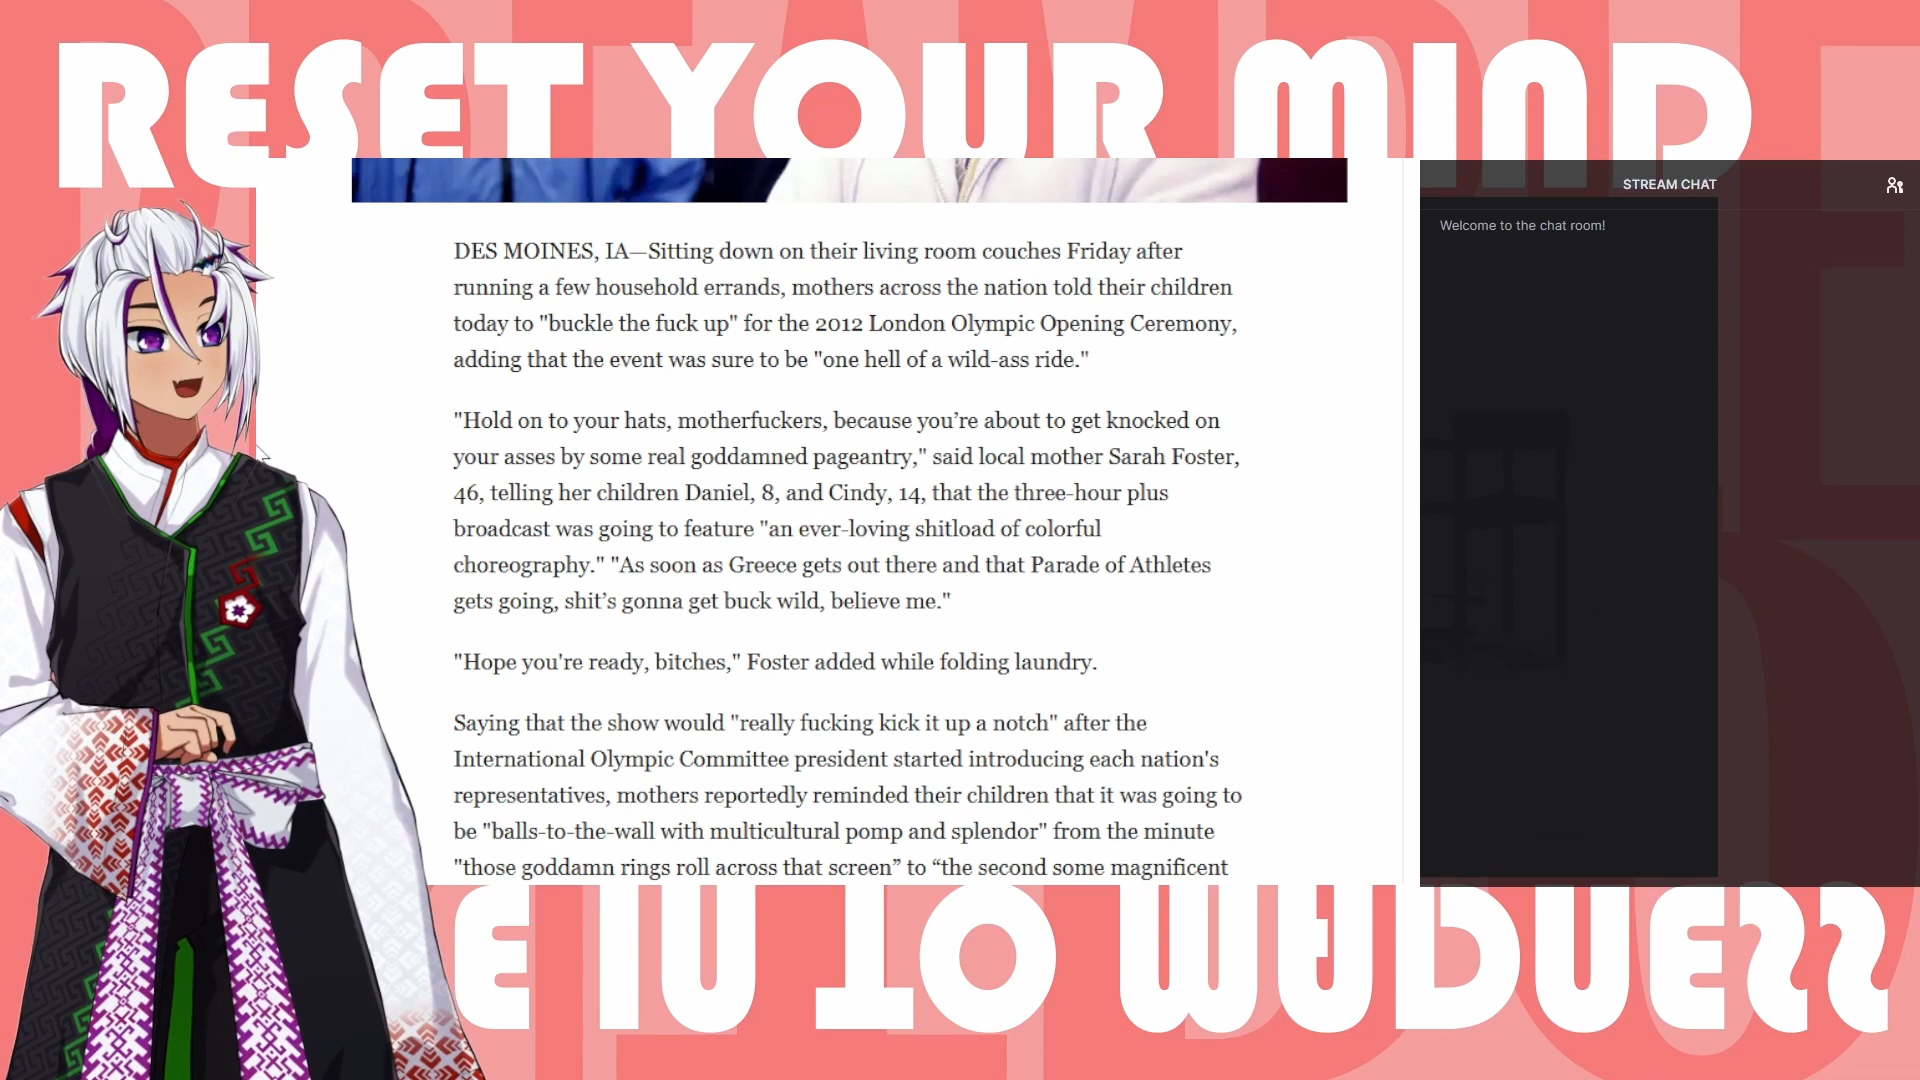 RESET YOUR MIND
STREAM CHAT
Welcome to the chat room!
DES MOINES, IA—Sitting down on their living room couches Friday after
running a few household errands, mothers across the nation told their children
today to "buckle the fuck up" for the 2012 London Olympic Opening Ceremony,
adding that the event was sure to be "one hell of a wild-ass ride."
"Hold on to your hats, motherfuckers, because you’re about to get knocked on
your asses by some real goddamned pageantry," said local mother Sarah Foster,
46, telling her children Daniel, 8, and Cindy, 14, that the three-hour plus
broadcast was going to feature "an ever-loving shitload of colorful
choreography." "As soon as Greece gets out there and that Parade of Athletes
gets going, shit’s gonna get buck wild, believe me."
"Hope you're ready, bitches," Foster added while folding laundry.
Saying that the show would "really fucking kick it up a notch" after the
International Olympic Committee president started introducing each nation's
representatives, mothers reportedly reminded their children that it was going to
be "balls-to-the-wall with multicultural pomp and splendor" from the minute
"those goddamn rings roll across that screen” to “the second some magnificent